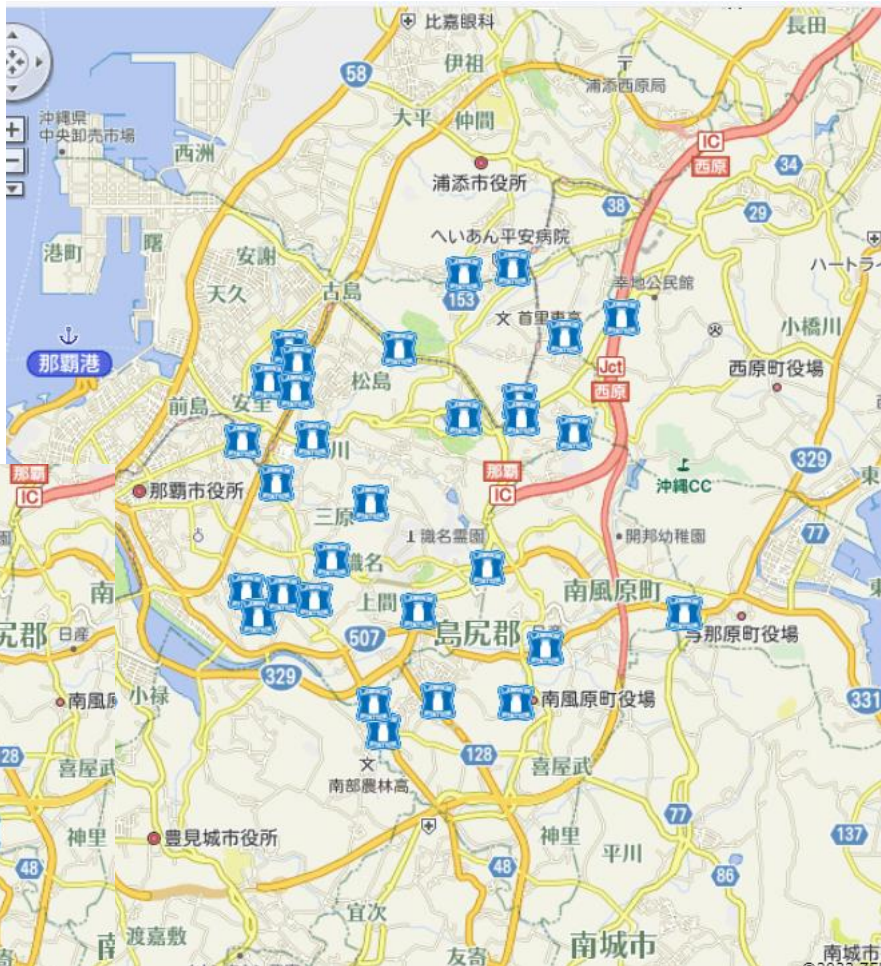 比嘉眼科
長田
伊祖
58
浦添西原局
沖縄県
中央卸売市場
大平
仲間
西洲
IC
西原
34
浦添市役所
38
29
港町
曙
安謝
へいあん平安病院
ハートライ
天久
古島
153
幸地公民館
文 首里東高
小橋川
那覇港
松島
Jct
西原
西原町役場
前島
安里
川
329
那覇
IC
那覇市役所
那覇
IC
沖縄CC
東
三原
識名霊園
開邦幼稚園
77
識名
南
上間
南風原町
尻郡
日産
507
島尻郡
与那原町役場
329
南風原町役場
331
小禄
南風原
28
128
喜屋武
文
南部農林高
喜屋武
77
豊見城市役所
神里
神里
平川
137
48
48
86
宜次
渡嘉敷
南
友寄
南城市
南城市